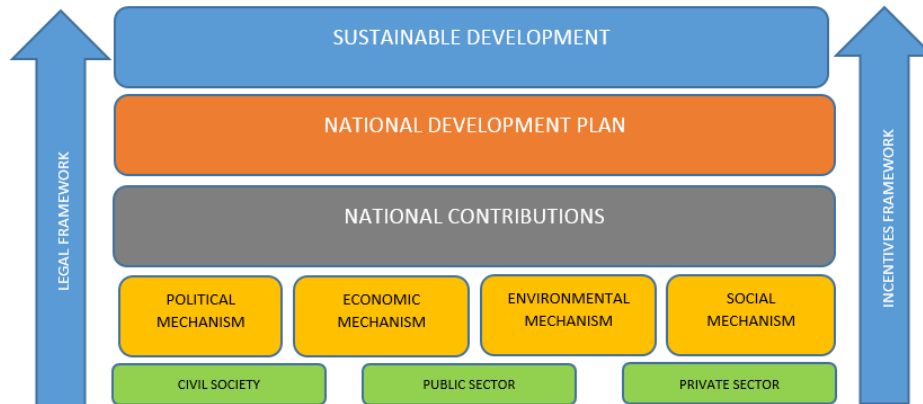 SUSTAINABLE DEVELOPMENT
NATIONAL DEVELOPMENT PLAN
NATIONAL CONTRIBUTIONS
LEGAL FRAMEWORK
INCENTIVES FRAMEWORK
POLITICAL
MECHANISM
ECONOMIC
MECHANISM
ENVIRONMENTAL
MECHANISM
SOCIAL
MECHANISM
CIVIL SOCIETY
PUBLIC SECTOR
PRIVATE SECTOR